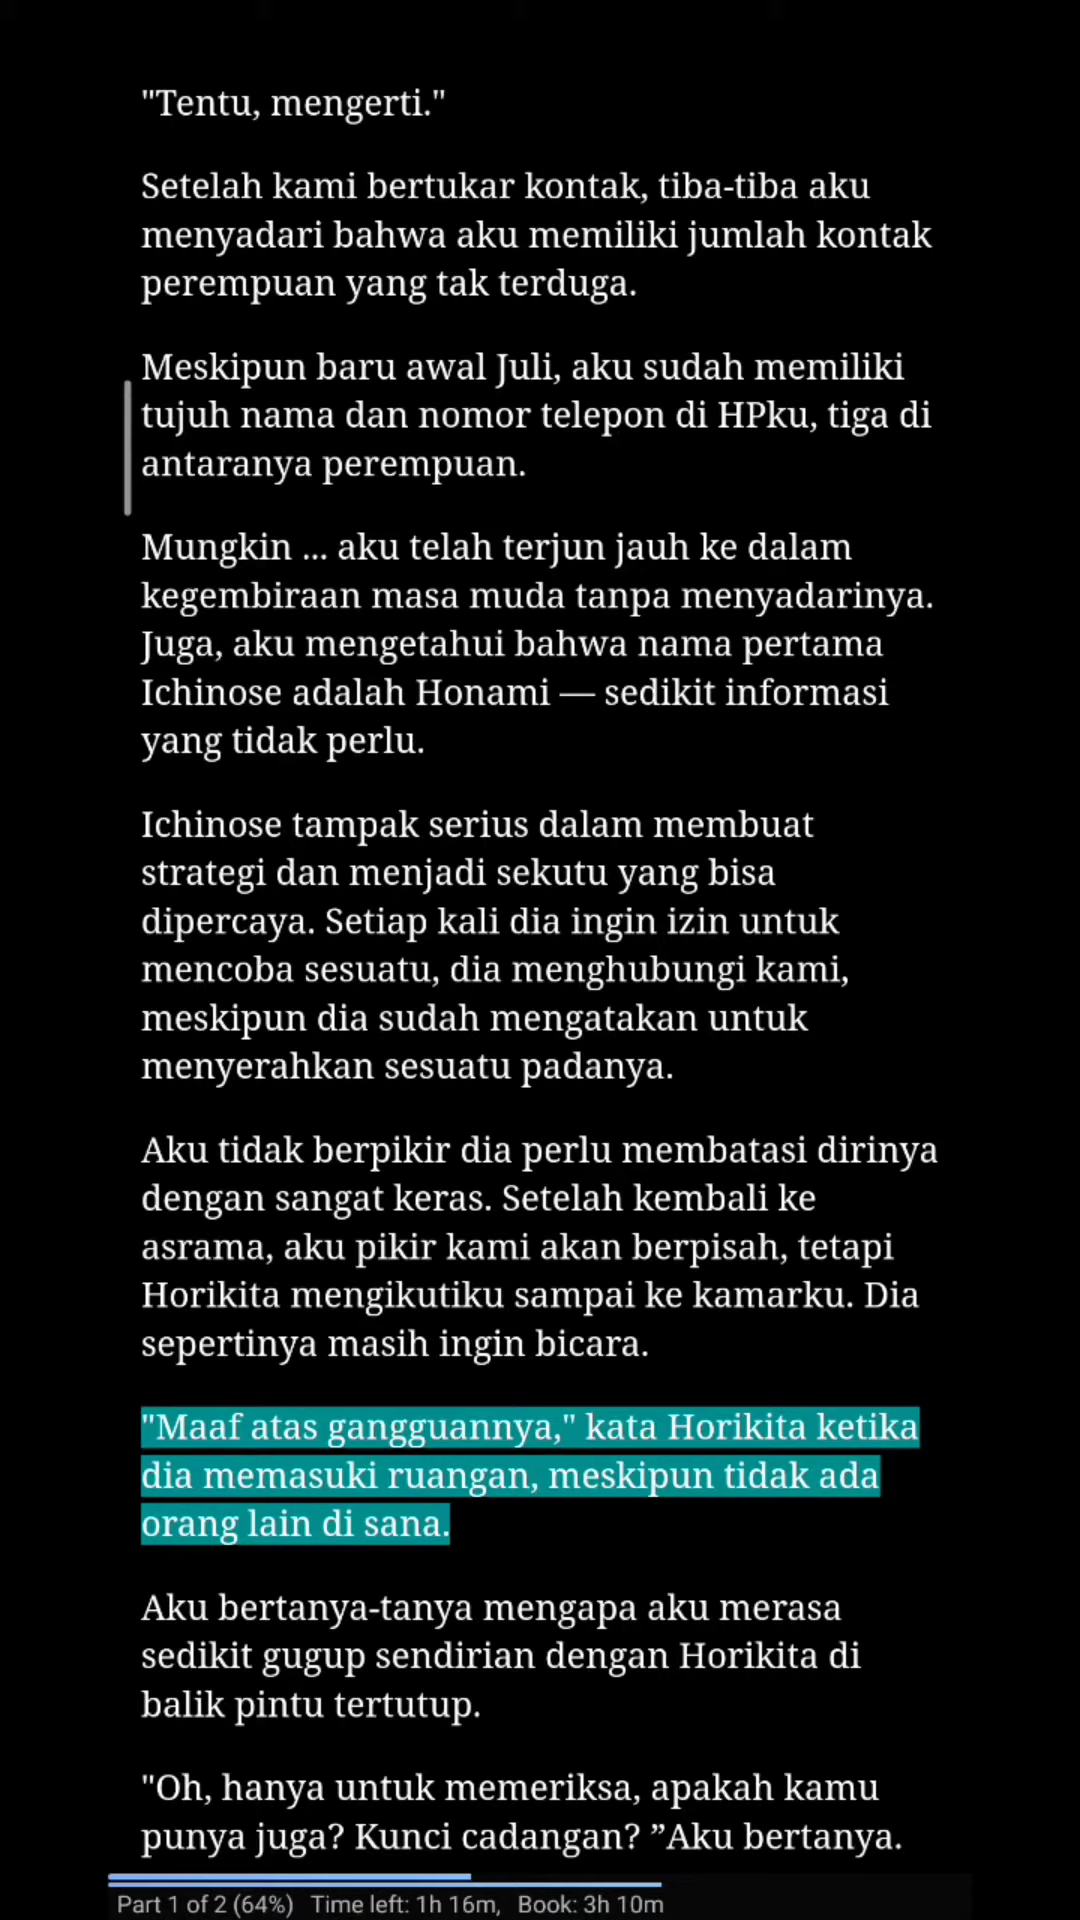 "Tentu, mengerti."
Setelah kami bertukar kontak, tiba-tiba aku
menyadari bahwa aku memiliki jumlah kontak
perempuan yang tak terduga.
Meskipun baru awal Juli, aku sudah memiliki
tujuh nama dan nomor telepon di HPku, tiga di
antaranya perempuan.
Mungkin ... aku telah terjun jauh ke dalam
kegembiraan masa muda tanpa menyadarinya.
Juga, aku mengetahui bahwa nama pertama
Ichinose adalah Honami — sedikit informasi
yang tidak perlu.
Ichinose tampak serius dalam membuat
strategi dan menjadi sekutu yang bisa
dipercaya. Setiap kali dia ingin izin untuk
mencoba sesuatu, dia menghubungi kami,
meskipun dia sudah mengatakan untuk
menyerahkan sesuatu padanya.
Aku tidak berpikir dia perlu membatasi dirinya
dengan sangat keras. Setelah kembali ke
asrama, aku pikir kami akan berpisah, tetapi
Horikita mengikutiku sampai ke kamarku. Dia
sepertinya masih ingin bicara.
"Maaf atas gangguannya," kata Horikita ketika
dia memasuki ruangan, meskipun tidak ada
orang lain di sana.
Aku bertanya-tanya mengapa aku merasa
sedikit gugup sendirian dengan Horikita di
balik pintu tertutup.
"Oh, hanya untuk memeriksa, apakah kamu
punya juga? Kunci cadangan? ”Aku bertanya.
Part 1 of 2 (64%) Time left: 1h 16m, Book: 3h 10m